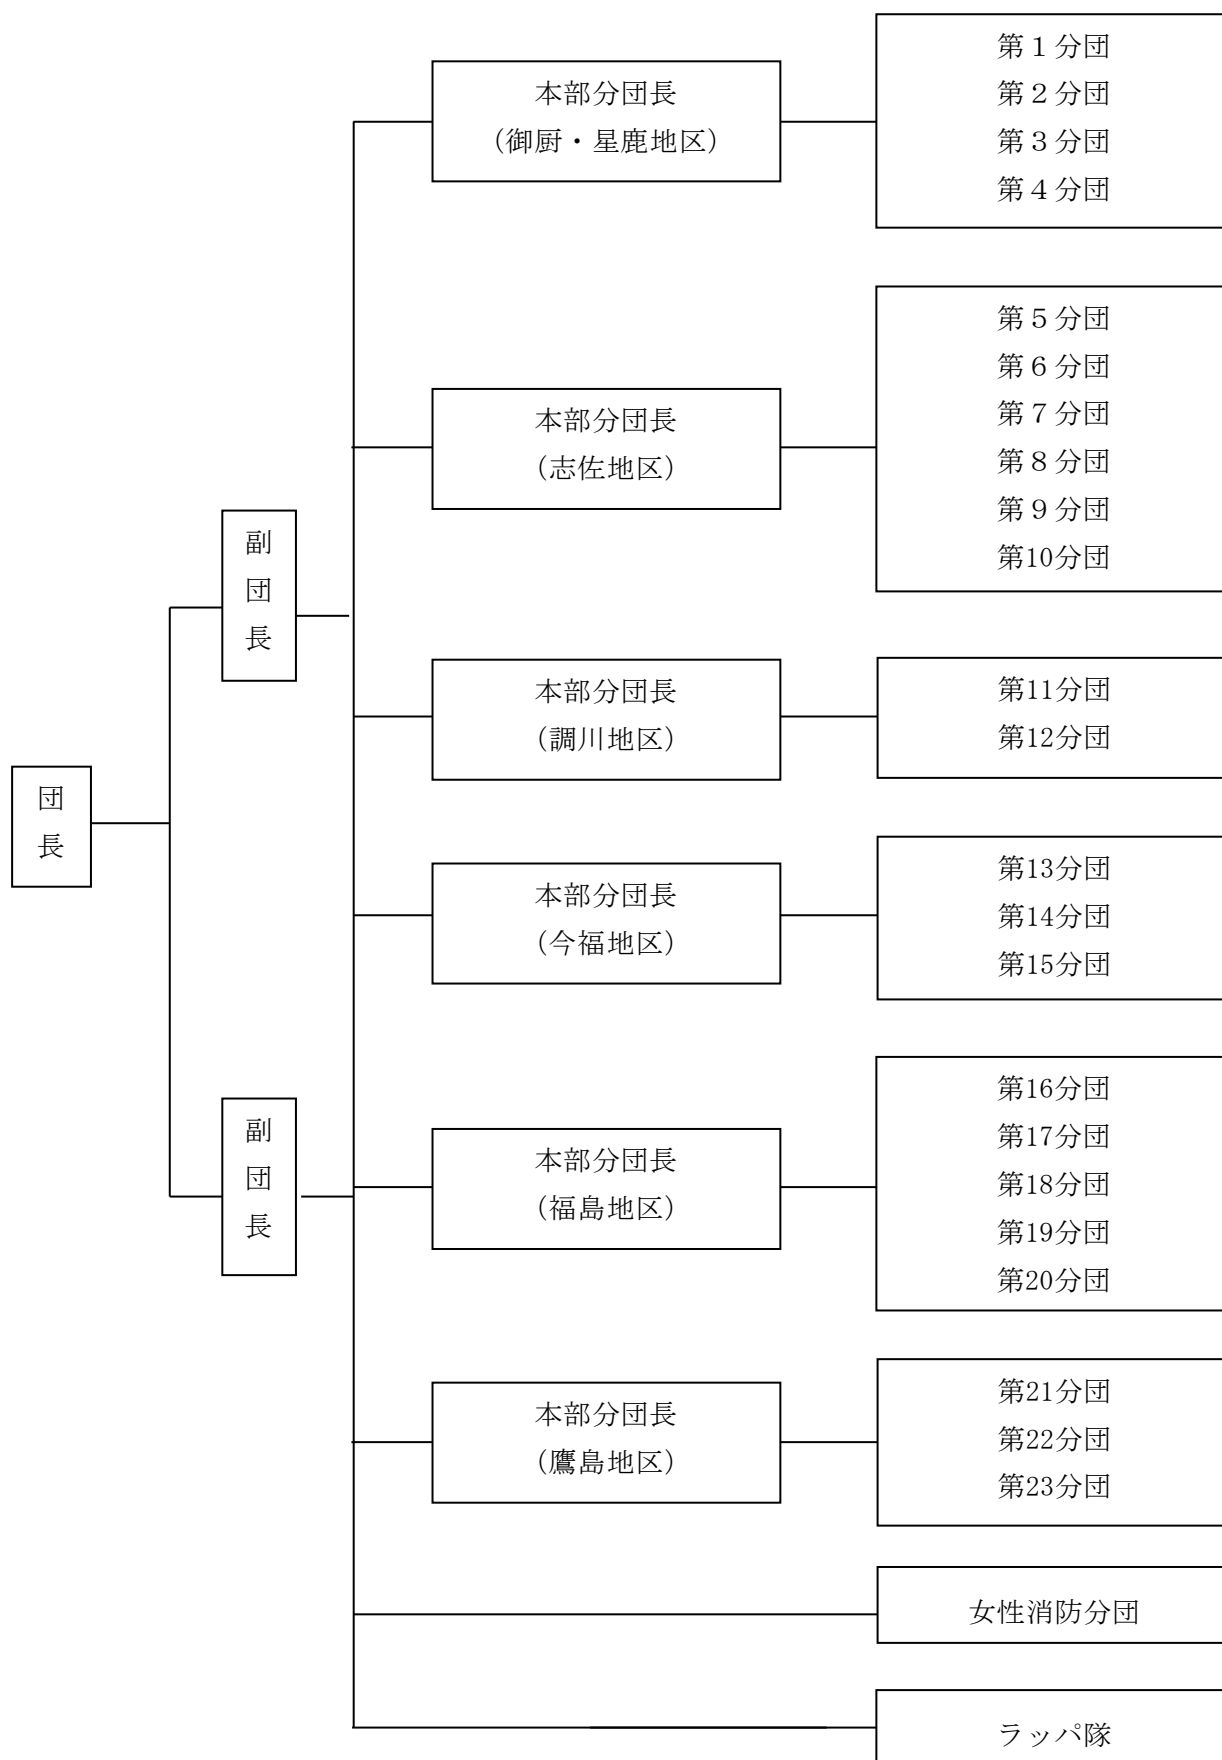 団
長
副
団
長
副
団
長
本部分団長
（御厨・星鹿地区）
第１分団
第２分団
第３分団
第４分団
本部分団長
（志佐地区）
第５分団
第６分団
第７分団
第８分団
第９分団
第10分団
本部分団長
（調川地区）
第11分団
第12分団
本部分団長
（今福地区）
第13分団
第14分団
第15分団
本部分団長
（福島地区）
第16分団
第17分団
第18分団
第19分団
第20分団
本部分団長
（鷹島地区）
第21分団
第22分団
第23分団
女性消防分団
ラッパ隊